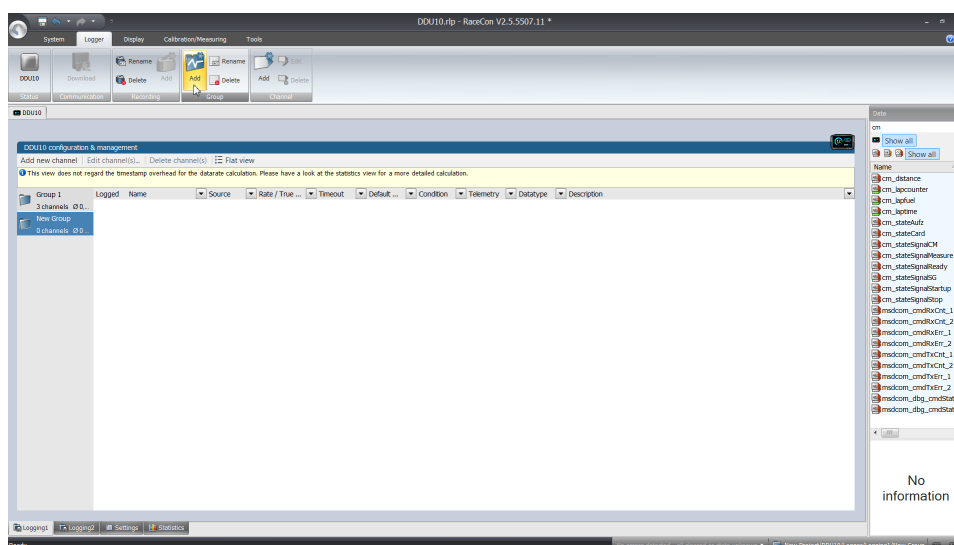 DDU10.rlp - RaceCon V2.5.5507.11 *
System Logger Display Calibration/Measuring Tools
Rename Rename Edit
DDU10 Download Delete Add Add Delete Add Delete
Status Communication Recording Group Channel
DDU10
Data
cm
Show all
Show all
Name
cm_distance
cm_lapcounter
cm_lapfuel
cm_laptime
cm_stateAufz
cm_stateCard
cm_stateSignalCM
cm_stateSignalMeasure
cm_stateSignalReady
cm_stateSignalSG
cm_stateSignalStartup
cm_stateSignalStop
msdcom_cmdRxCnt_1
msdcom_cmdRxCnt_2
msdcom_cmdRxErr_1
msdcom_cmdRxErr_2
msdcom_cmdTxCnt_1
msdcom_cmdTxCnt_2
msdcom_cmdTxErr_1
msdcom_cmdTxErr_2
msdcom_dbg_cmdStat
msdcom_dbg_cmdStat
No
information
DDU10 configuration & management
Add new channel Edit channel(s)... Delete channel(s) Flat view
This view does not regard the timestamp overhead for the datarate calculation. Please have a look at the statistics view for a more detailed calculation.
Group 1 Logged Name Source Rate / True ... Timeout Default ... Condition Telemetry Datatype Description
3 channels Ø 0,...
New Group
0 channels Ø 0 ...
Logging1 Logging2 Settings Statistics